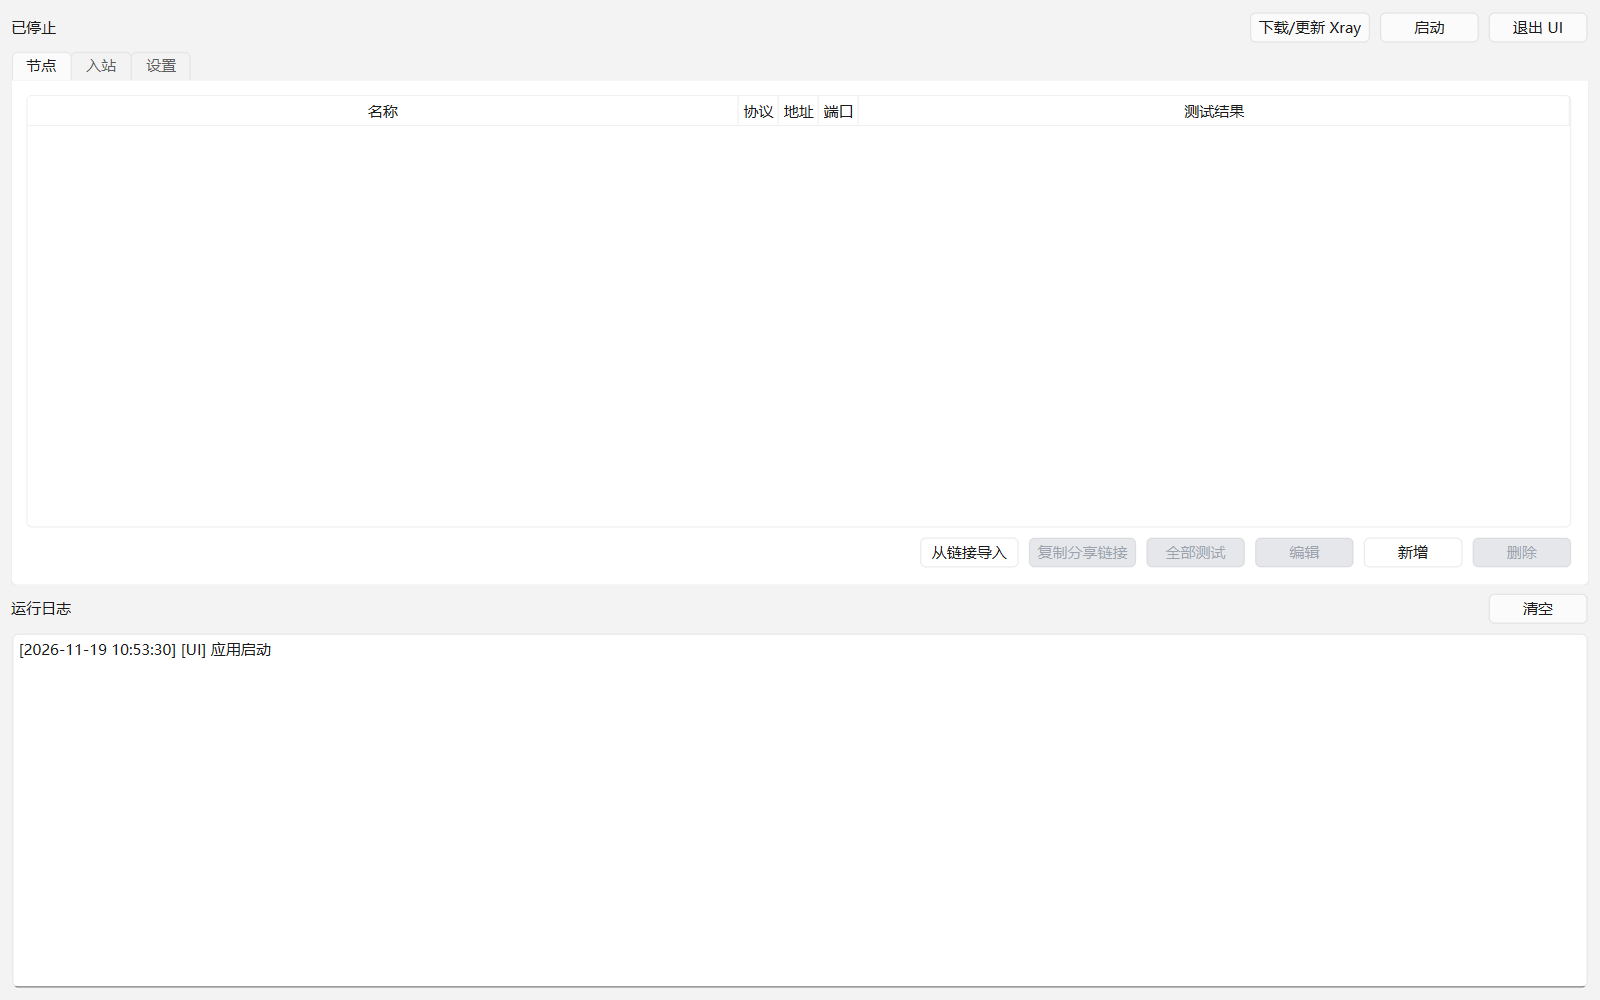 已停止 下载/更新 Xray 启动 退出 UI
节点 入站 设置
名称 协议 地址 端口 测试结果
从链接导入 复制分享链接 全部测试 编辑 新增 删除
运行日志 清空
[2026-11-19 10:53:30] [UI] 应用启动